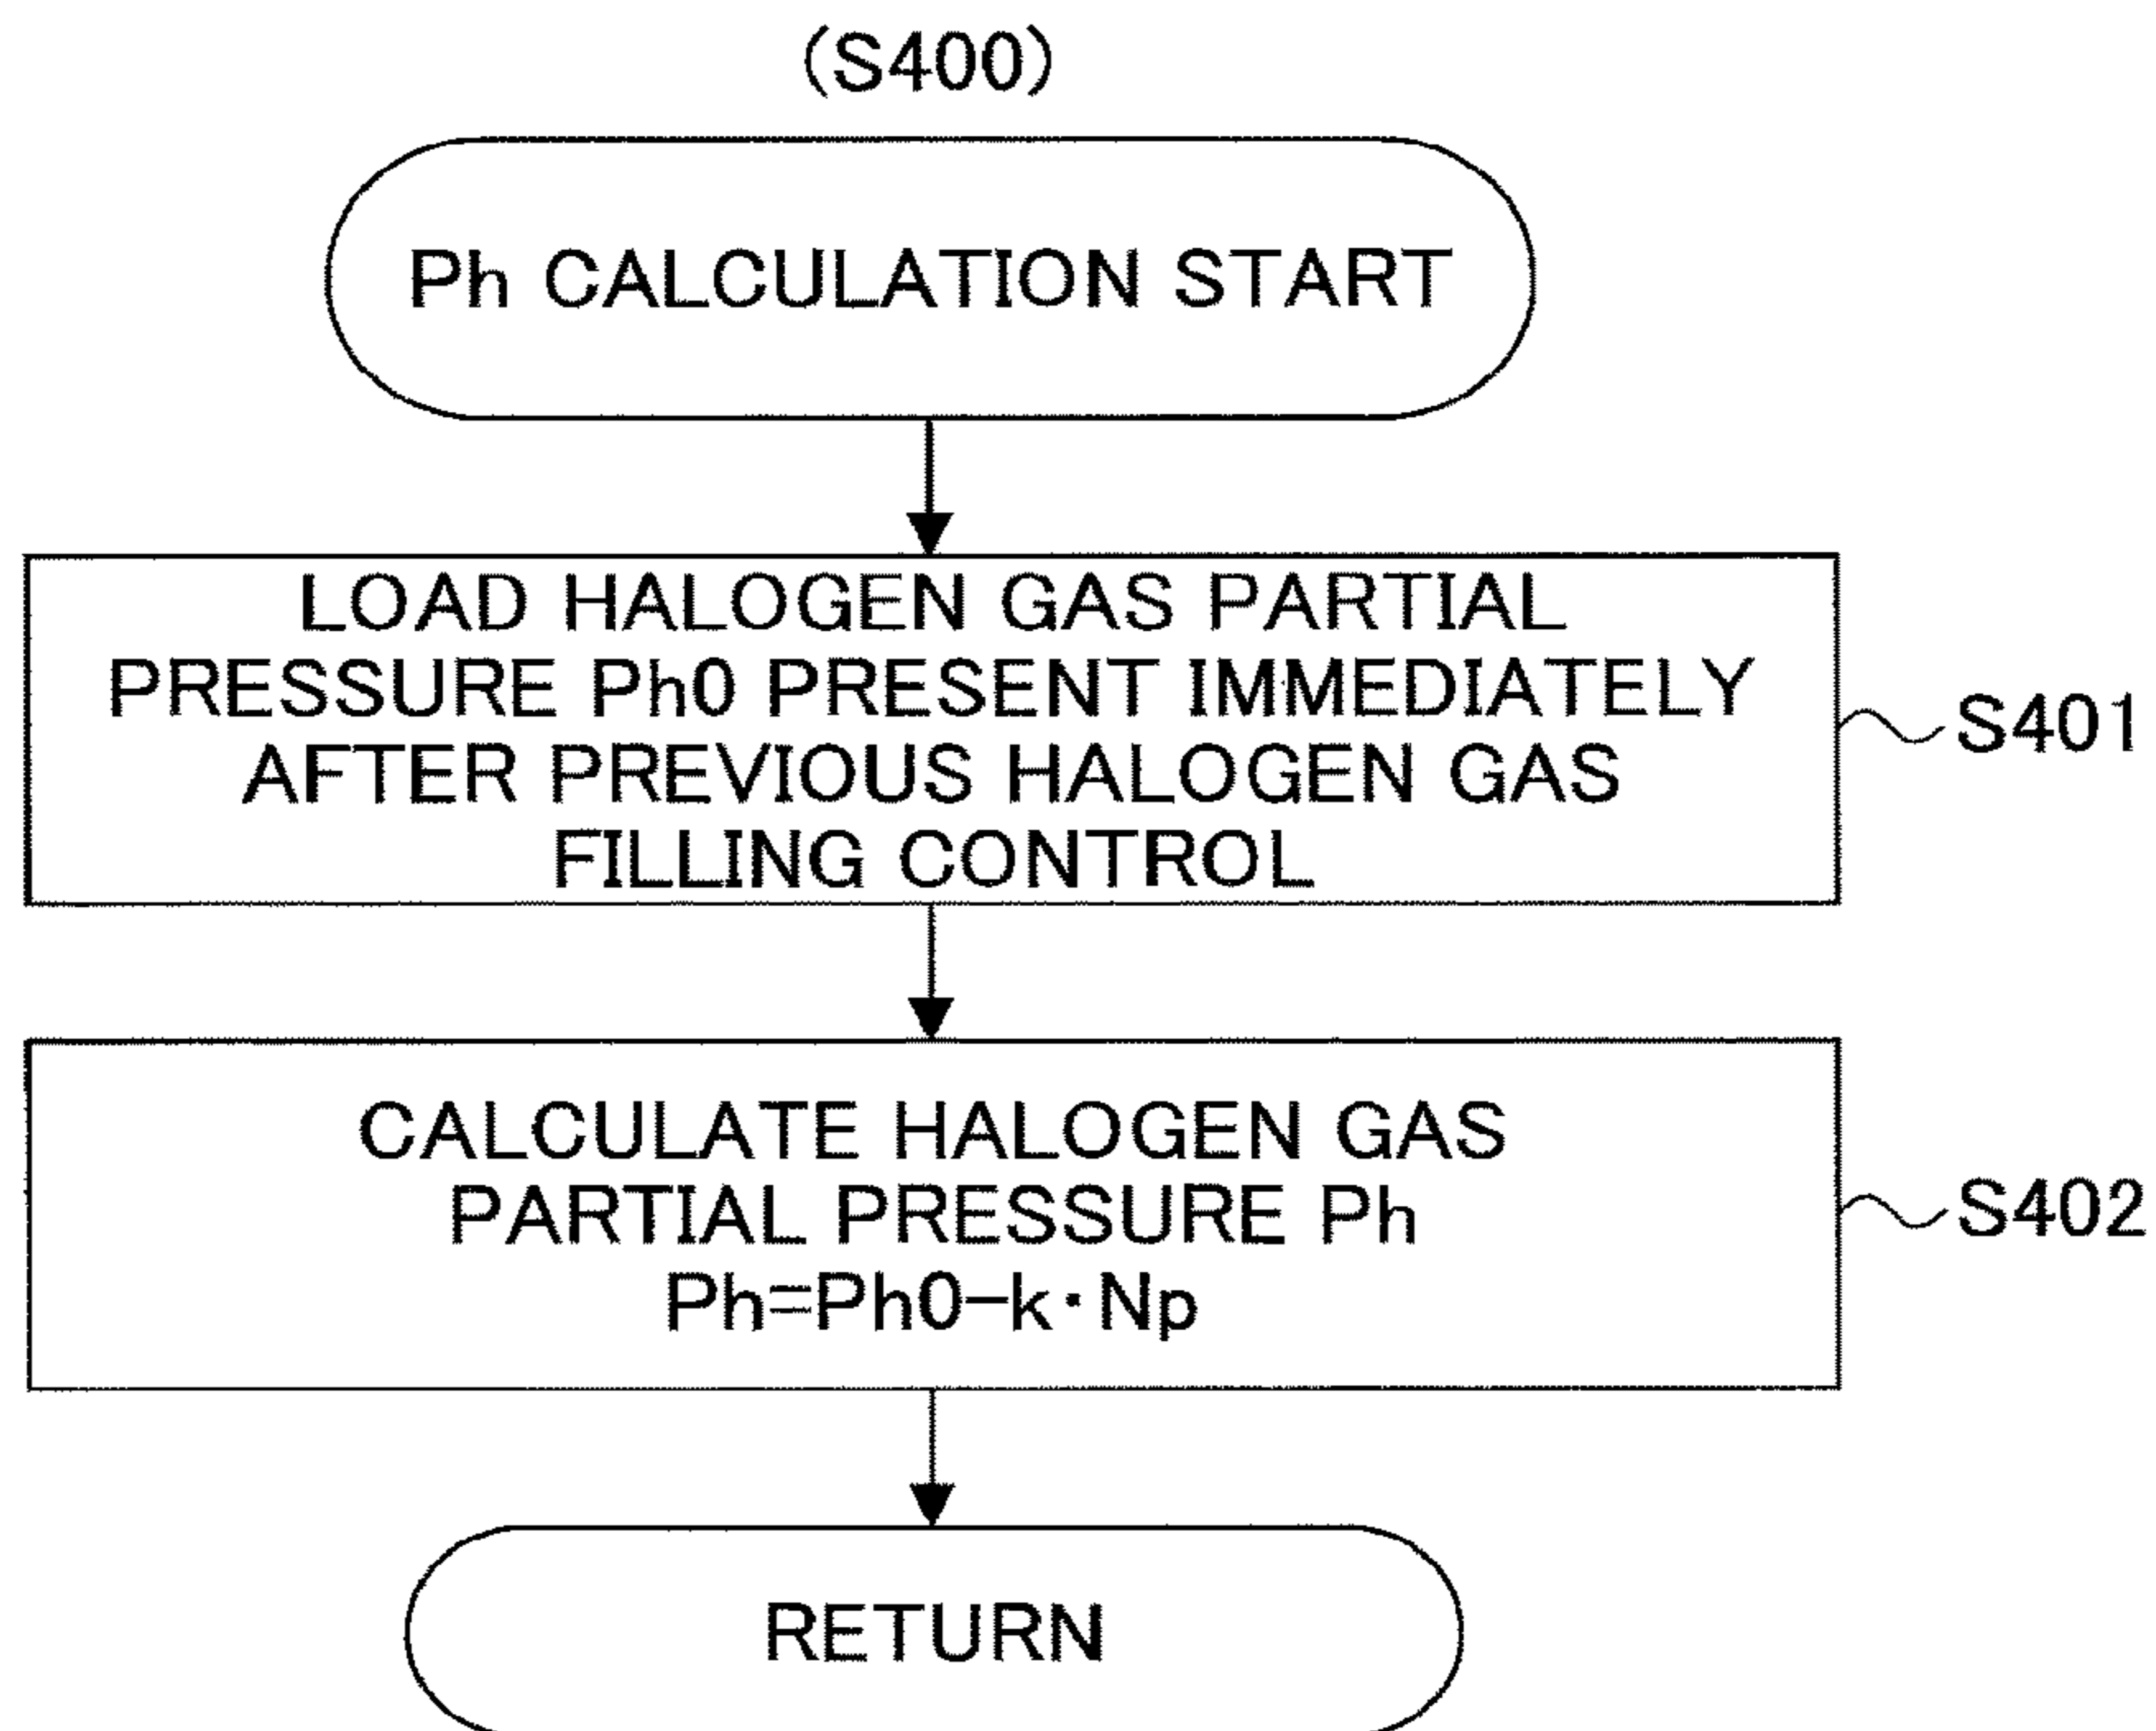 (S400)
Ph CALCULATION START
LOAD HALOGEN GAS PARTIAL
PRESSURE Ph0 PRESENT IMMEDIATELY
AFTER PREVIOUS HALOGEN GAS
FILLING CONTROL
S401
CALCULATE HALOGEN GAS
PARTIAL PRESSURE Ph
Ph=Ph0−k・Np
S402
RETURN